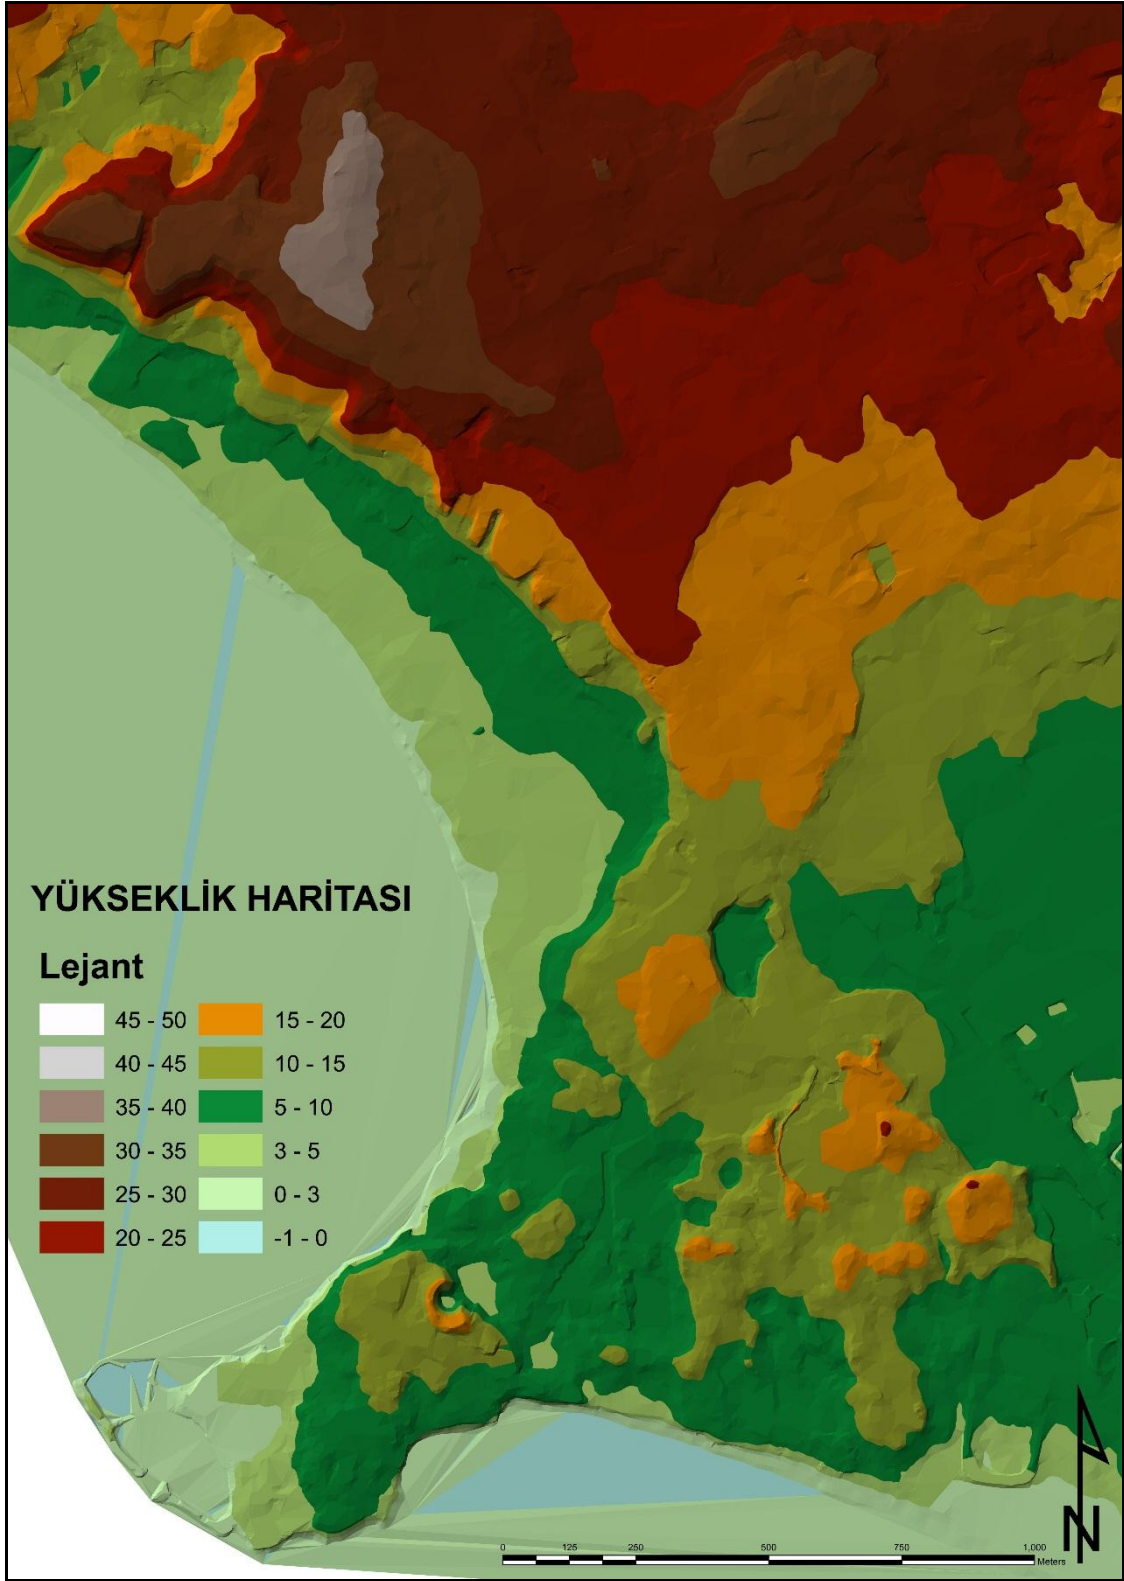 YÜKSEKLİK HARİTASI
Lejant
45 - 50 15 - 20
40 - 45 10 - 15
35 - 40 5 - 10
30 - 35 3 - 5
25 - 30 0 - 3
20 - 25 -1 - 0
N
0 125 250 500 750 1,000
Meters